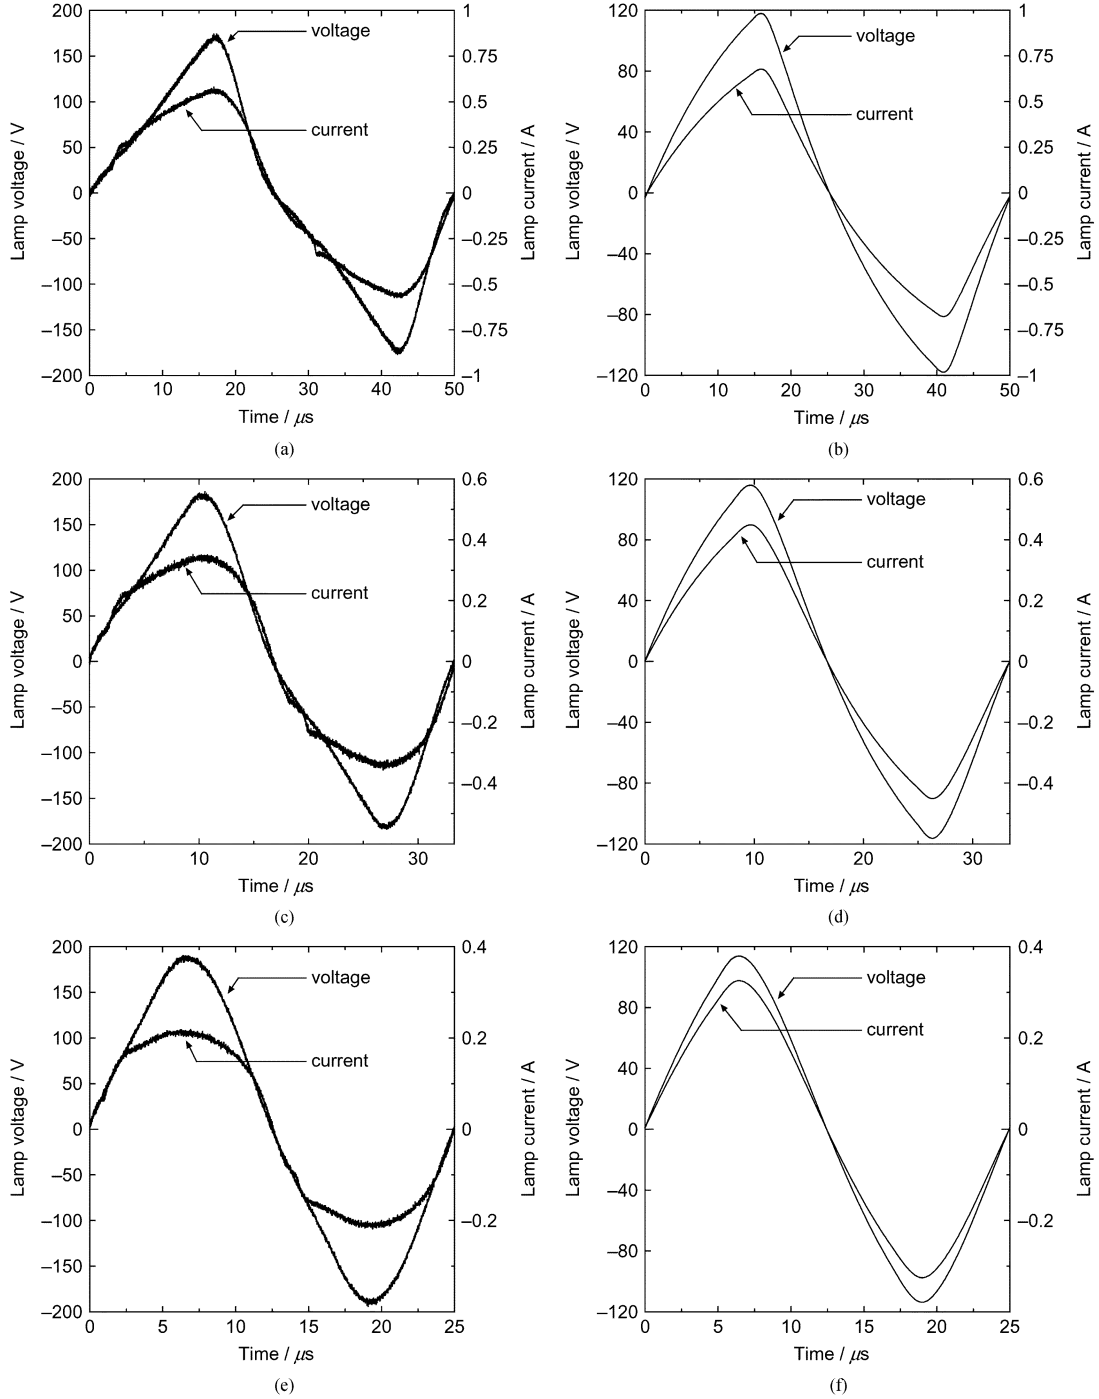 200
150
100
50
0
–50
–100
–150
–200
Lamp voltage / V
1
0.75
0.5
0.25
0
–0.25
–0.5
–0.75
–1
Lamp current / A
voltage
current
0 10 20 30 40 50
Time / μs
(a)
120
80
40
0
–40
–80
–120
Lamp voltage / V
1
0.75
0.5
0.25
0
–0.25
–0.5
–0.75
–1
Lamp current / A
voltage
current
0 10 20 30 40 50
Time / μs
(b)
200
150
100
50
0
–50
–100
–150
–200
Lamp voltage / V
0.6
0.4
0.2
0
–0.2
–0.4
Lamp current / A
voltage
current
0 10 20 30
Time / μs
(c)
120
80
40
0
–40
–80
–120
Lamp voltage / V
0.6
0.4
0.2
0
–0.2
–0.4
Lamp current / A
voltage
current
0 10 20 30
Time / μs
(d)
200
150
100
50
0
–50
–100
–150
–200
Lamp voltage / V
0.4
0.2
0
–0.2
Lamp current / A
voltage
current
0 5 10 15 20 25
Time / μs
(e)
120
80
40
0
–40
–80
–120
Lamp voltage / V
0.4
0.2
0
–0.2
Lamp current / A
voltage
current
0 5 10 15 20 25
Time / μs
(f)